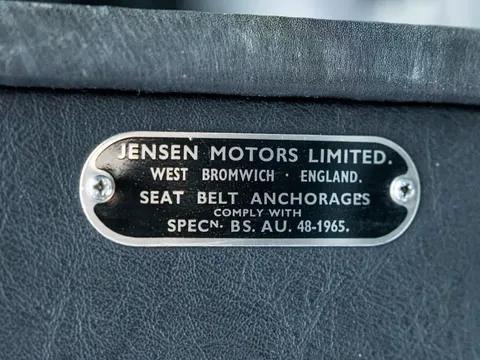 JENSEN MOTORS LIMITED.
WEST BROMWICH · ENGLAND.
SEAT BELT ANCHORAGES
COMPLY WITH
SPECN. BS. AU. 48-1965.